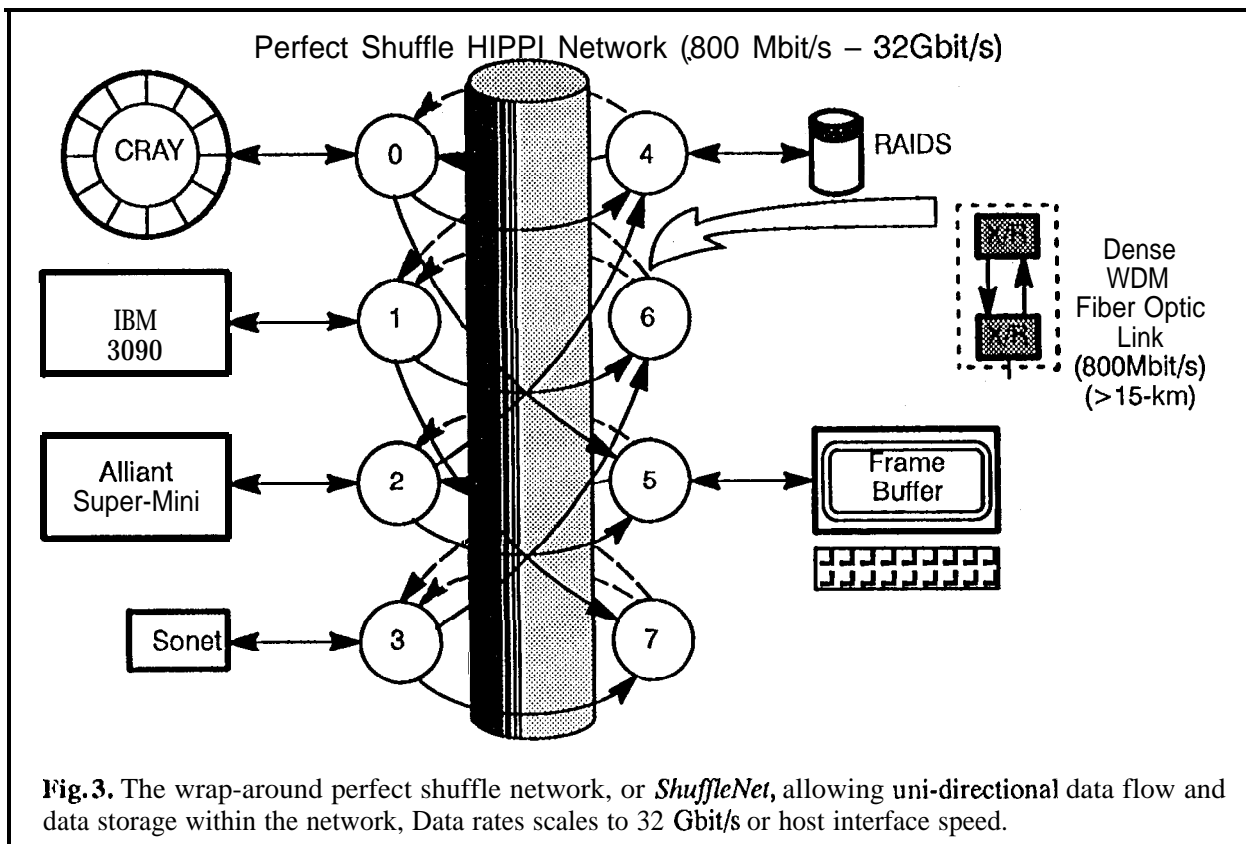 Perfect Shuffle HIPPI Network (.800 Mbit/s – 32Gbit/s)
CRAY
0
4
RAIDS
IBM
3090
1
6
X/R
X/R
Dense
WDM
Fiber Optic
Link
(800Mbit/s)
(>15-km)
Alliant
Super-Mini
2
5
Frame
Buffer
Sonet
3
7
Fig. 3. The wrap-around perfect shuffle network, or ShuffleNet, allowing uni-directional data flow and
data storage within the network, Data rates scales to 32 Gbit/s or host interface speed.